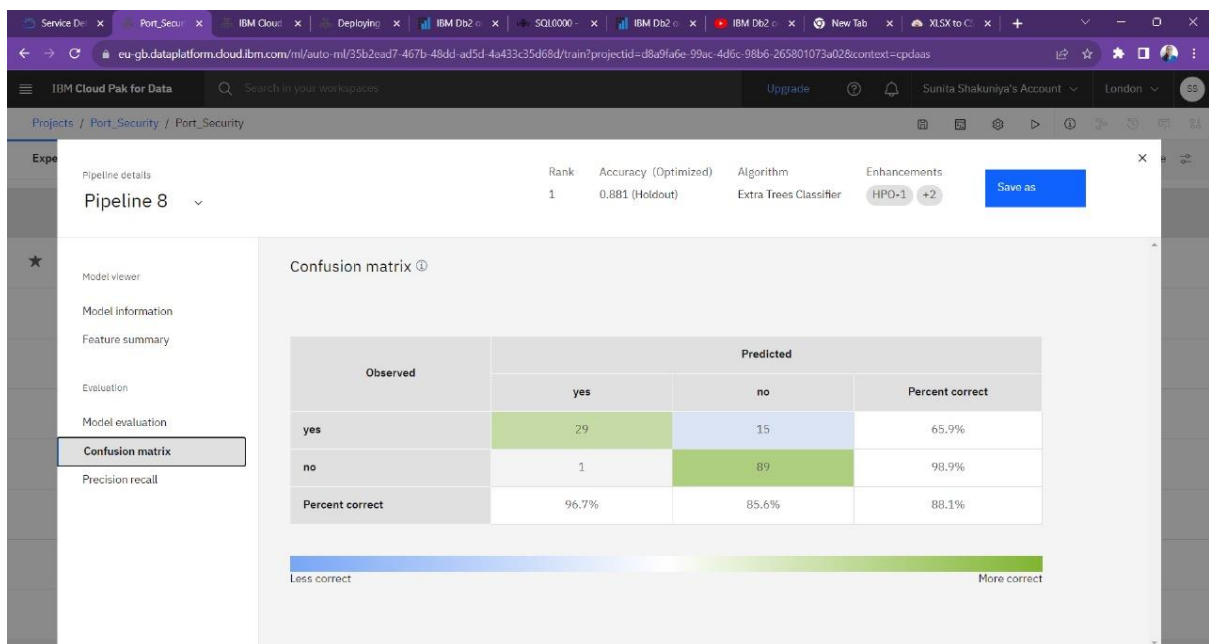 Service De Port_Secur IBM Cloud Deploying IBM Db2 o SQL0000 - IBM Db2 o IBM Db2 o New Tab XLSX to C
eu-gb.dataplatform.cloud.ibm.com/ml/auto-ml/35b2ead7-467b-48dd-ad5d-4a433c35d68d/train?projectid=d8a9fa6e-99ac-4d6c-98b6-265801073a02&context=cpdaas
IBM Cloud Pak for Data Search in your workspaces Upgrade Sunita Shakuniya's Account London SS
Projects / Port_Security / Port_Security
Expe
Pipeline details
Pipeline 8
Rank Accuracy (Optimized) Algorithm Enhancements
1 0.881 (Holdout) Extra Trees Classifier HPO-1 +2
Save as
Model viewer
Model information
Feature summary
Evaluation
Model evaluation
Confusion matrix
Precision recall
Confusion matrix
Observed Predicted
yes no Percent correct
yes 29 15 65.9%
no 1 89 98.9%
Percent correct 96.7% 85.6% 88.1%
Less correct More correct